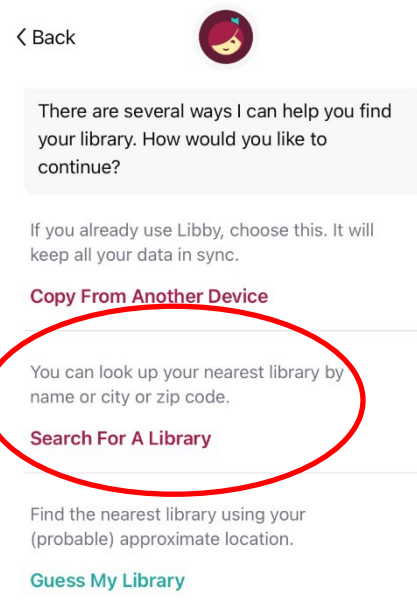 Back
There are several ways I can help you find
your library. How would you like to
continue?
If you already use Libby, choose this. It will
keep all your data in sync.
Copy From Another Device
You can look up your nearest library by
name or city or zip code.
Search For A Library
Find the nearest library using your
(probable) approximate location.
Guess My Library